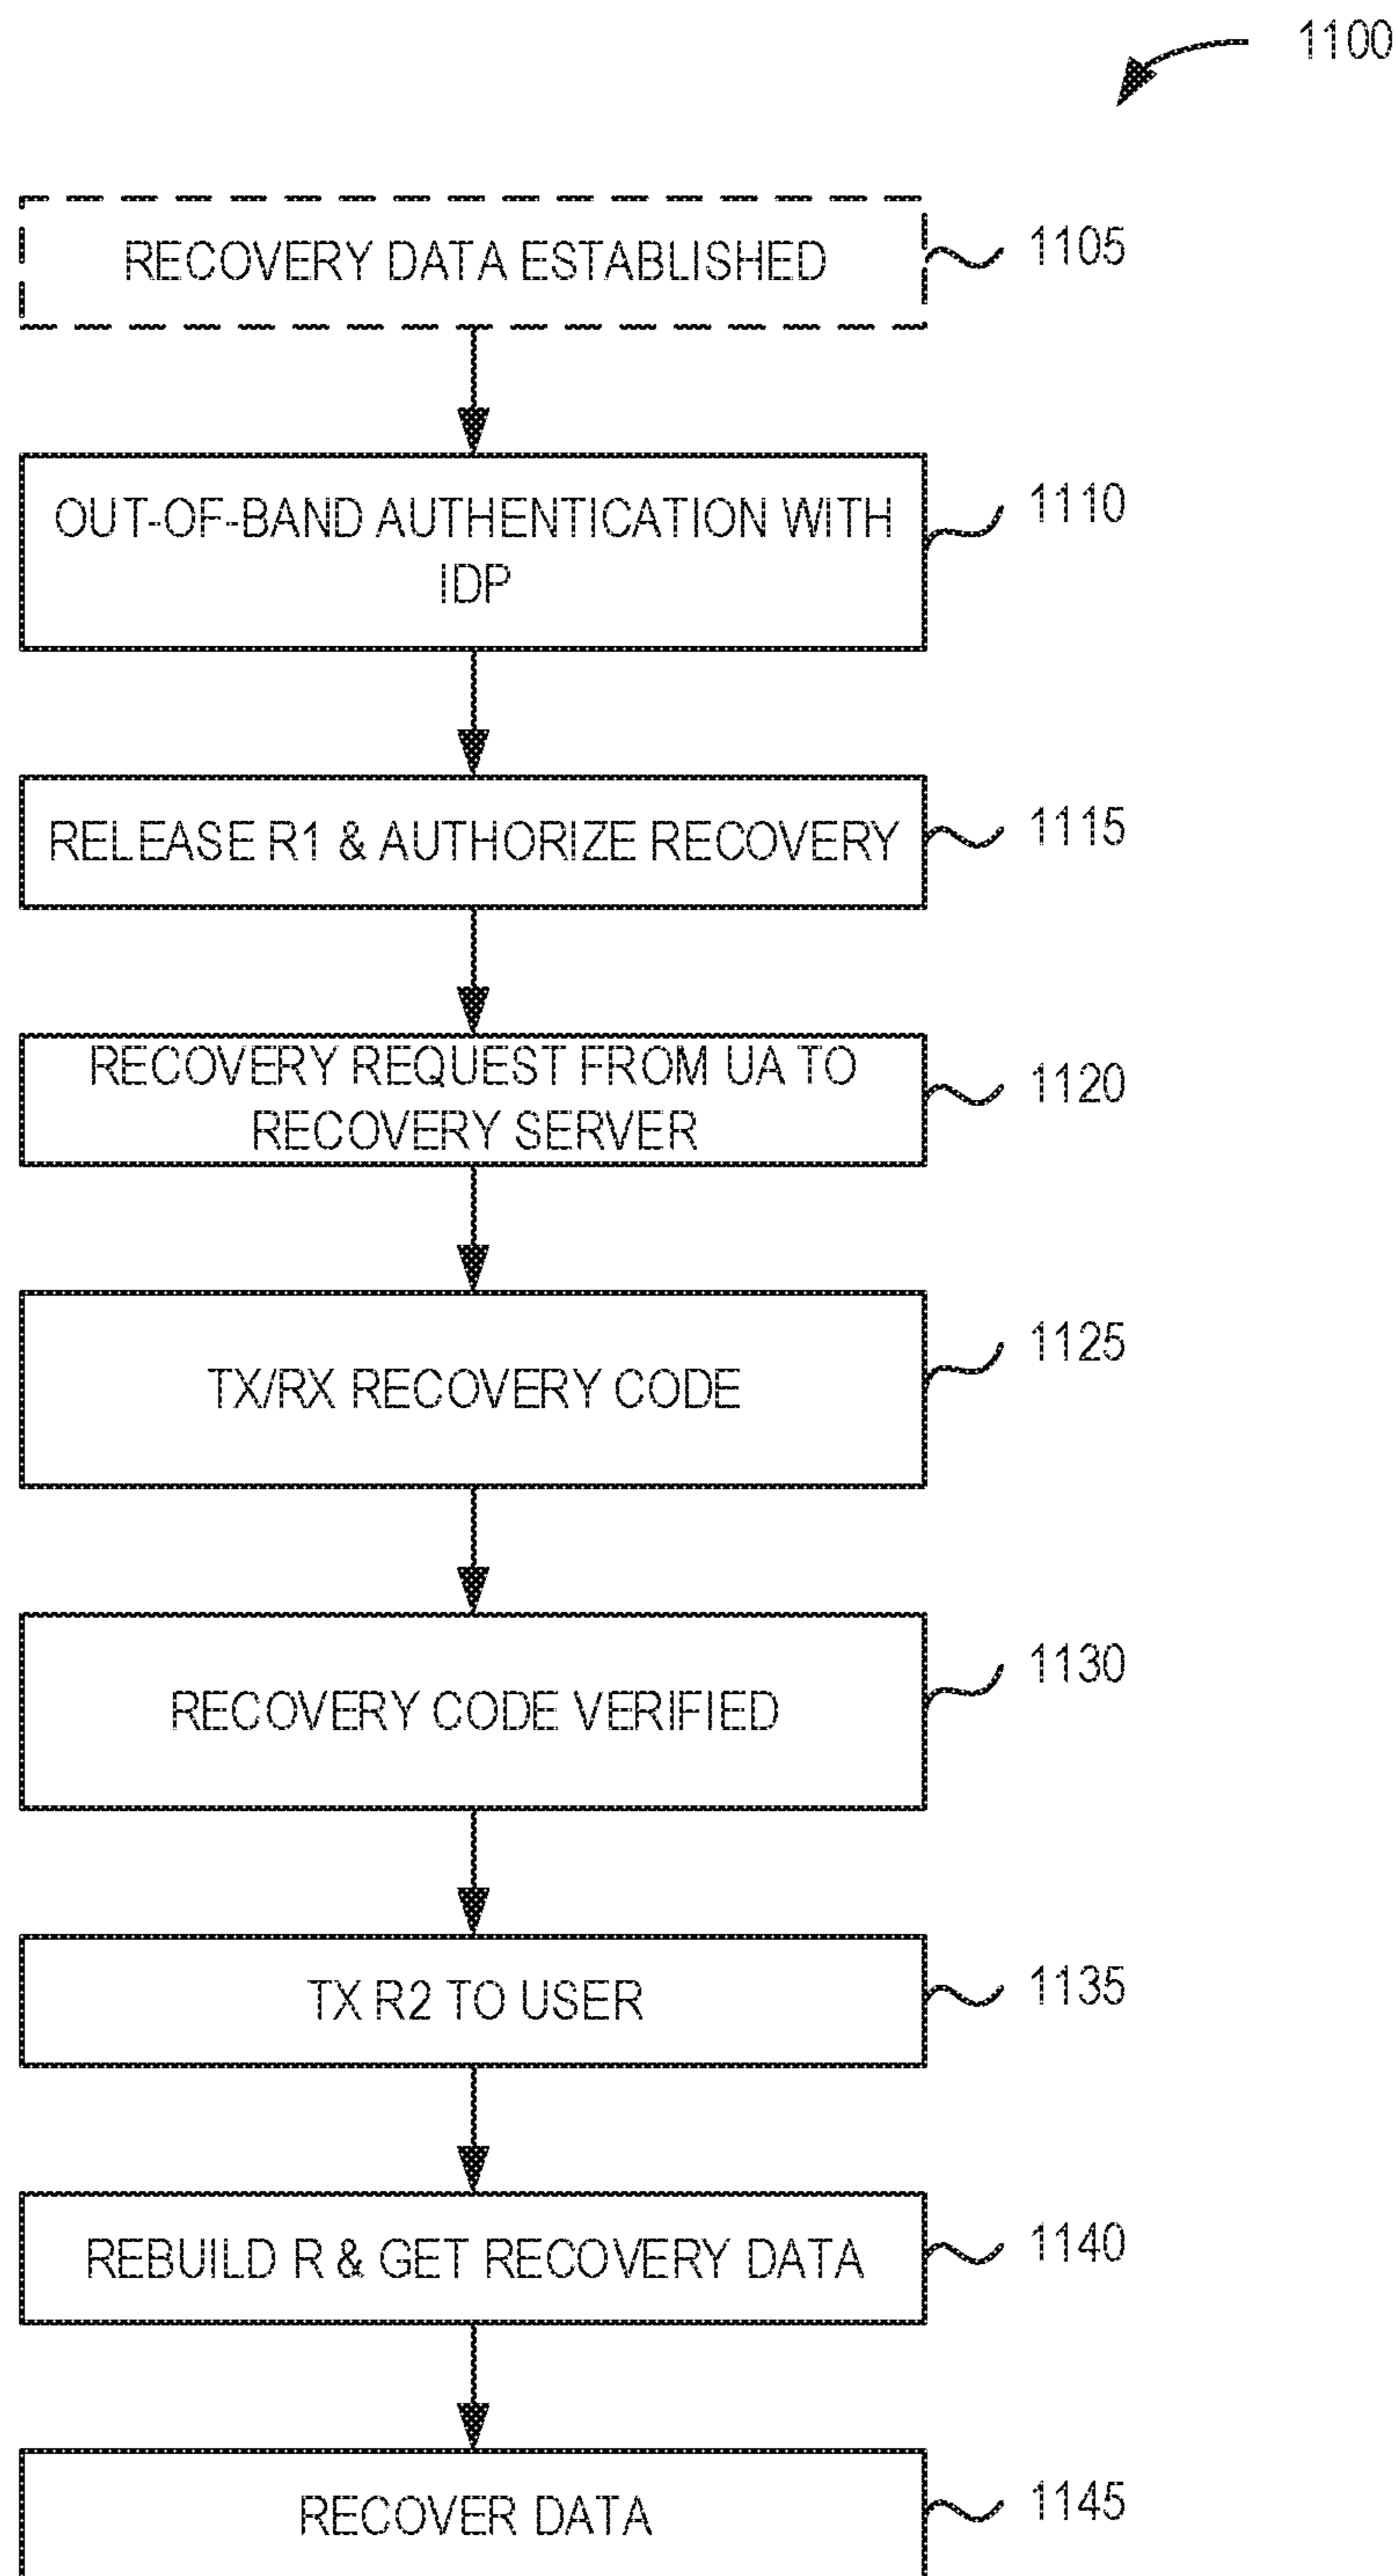 1100
RECOVERY DATA ESTABLISHED
1105
OUT-OF-BAND AUTHENTICATION WITH
IDP
1110
RELEASE R1 & AUTHORIZE RECOVERY
1115
RECOVERY REQUEST FROM UA TO
RECOVERY SERVER
1120
TX/RX RECOVERY CODE
1125
RECOVERY CODE VERIFIED
1130
TX R2 TO USER
1135
REBUILD R & GET RECOVERY DATA
1140
RECOVER DATA
1145